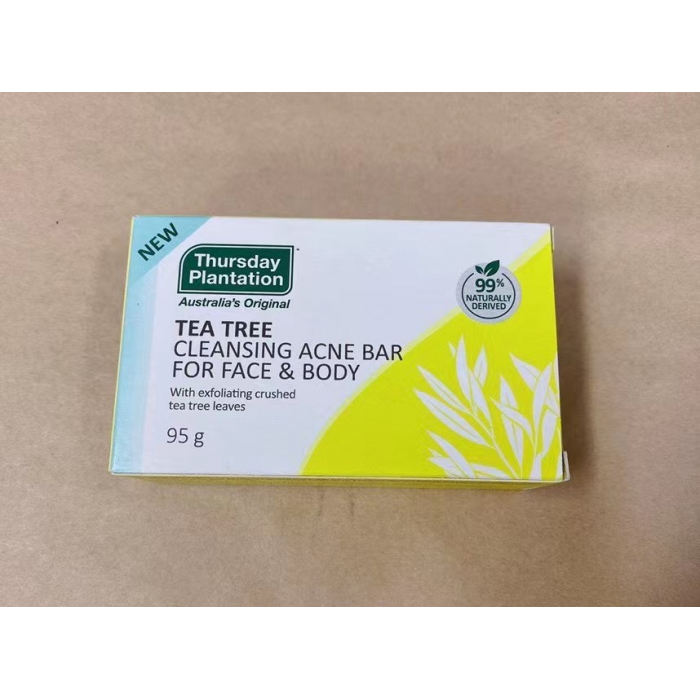 NEW
Thursday
Plantation
Australia's Original
TEA TREE
CLEANSING ACNE BAR
FOR FACE & BODY
With exfoliating crushed
tea tree leaves
95 g
99%
NATURALLY
DERIVED